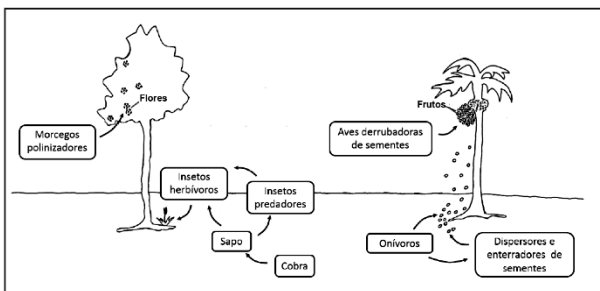 Flores
Morcegos
polinizadores
Insetos
herbívoros
Insetos
predadores
Sapo
Cobra
Frutos
Aves derrubadoras
de sementes
Onívoros
Dispersores e
enterradores de
sementes